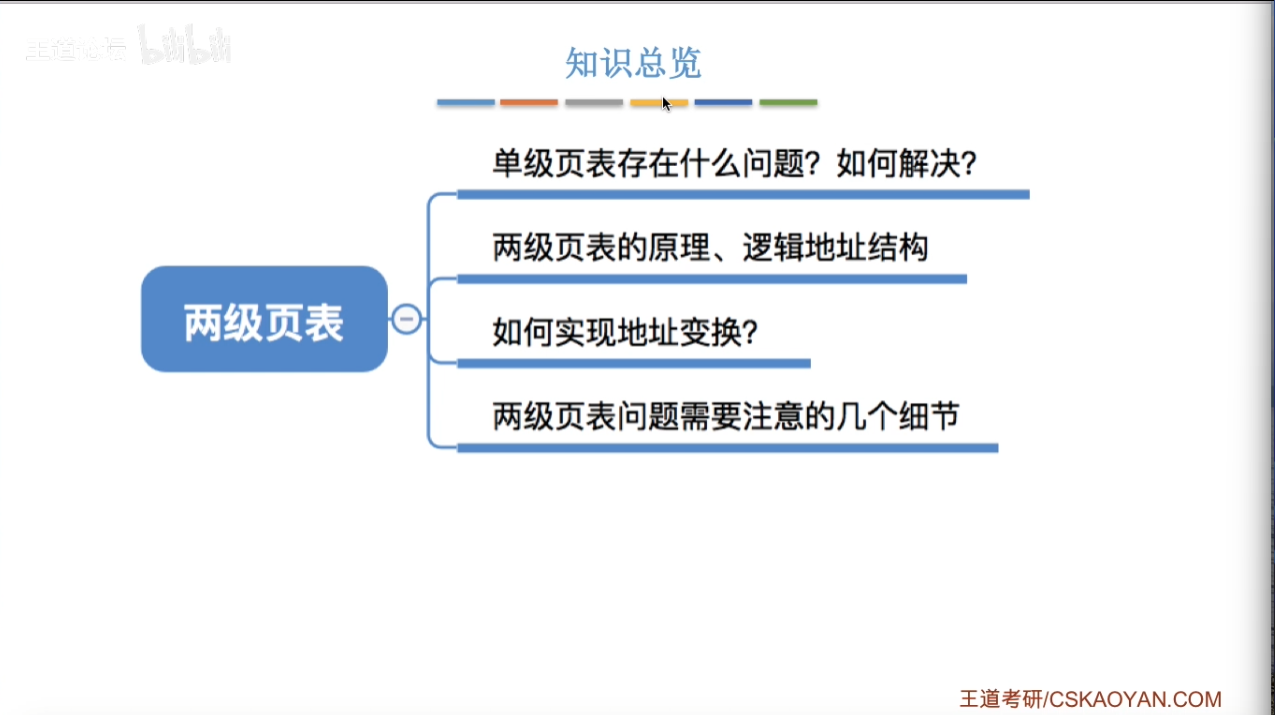 王道论坛 bilibili
知识总览
单级页表存在什么问题？如何解决？
两级页表的原理、逻辑地址结构
两级页表
如何实现地址变换？
两级页表问题需要注意的几个细节
王道考研/CSKAOYAN.COM